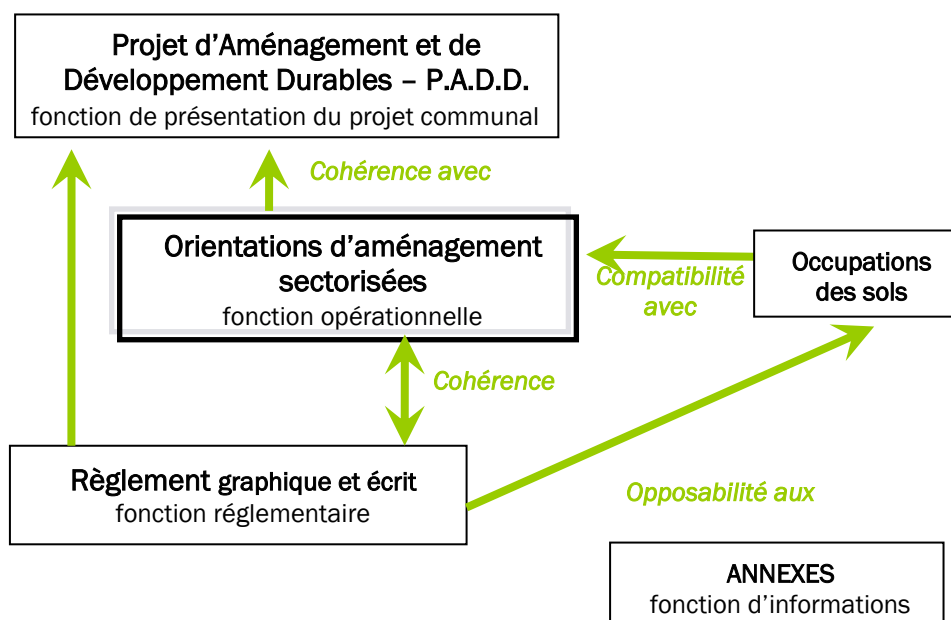 Projet d’Aménagement et de
Développement Durables – P.A.D.D.
fonction de présentation du projet communal
Cohérence avec
Orientations d’aménagement
sectorisées
fonction opérationnelle
Compatibilité
avec
Occupations
des sols
Cohérence
Règlement graphique et écrit
fonction réglementaire
Opposabilité aux
ANNEXES
fonction d’informations